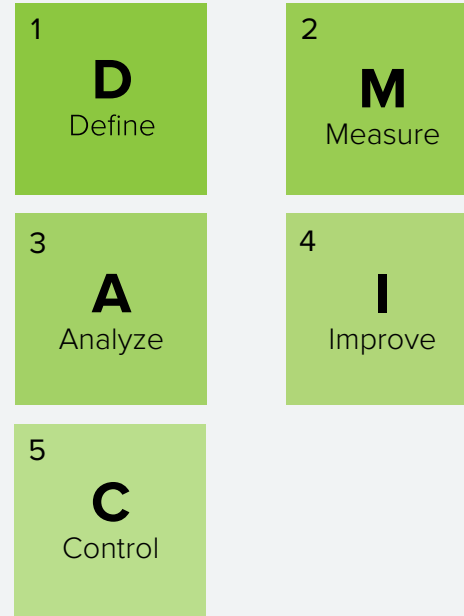 1
D
Define
2
M
Measure
3
A
Analyze
4
I
Improve
5
C
Control